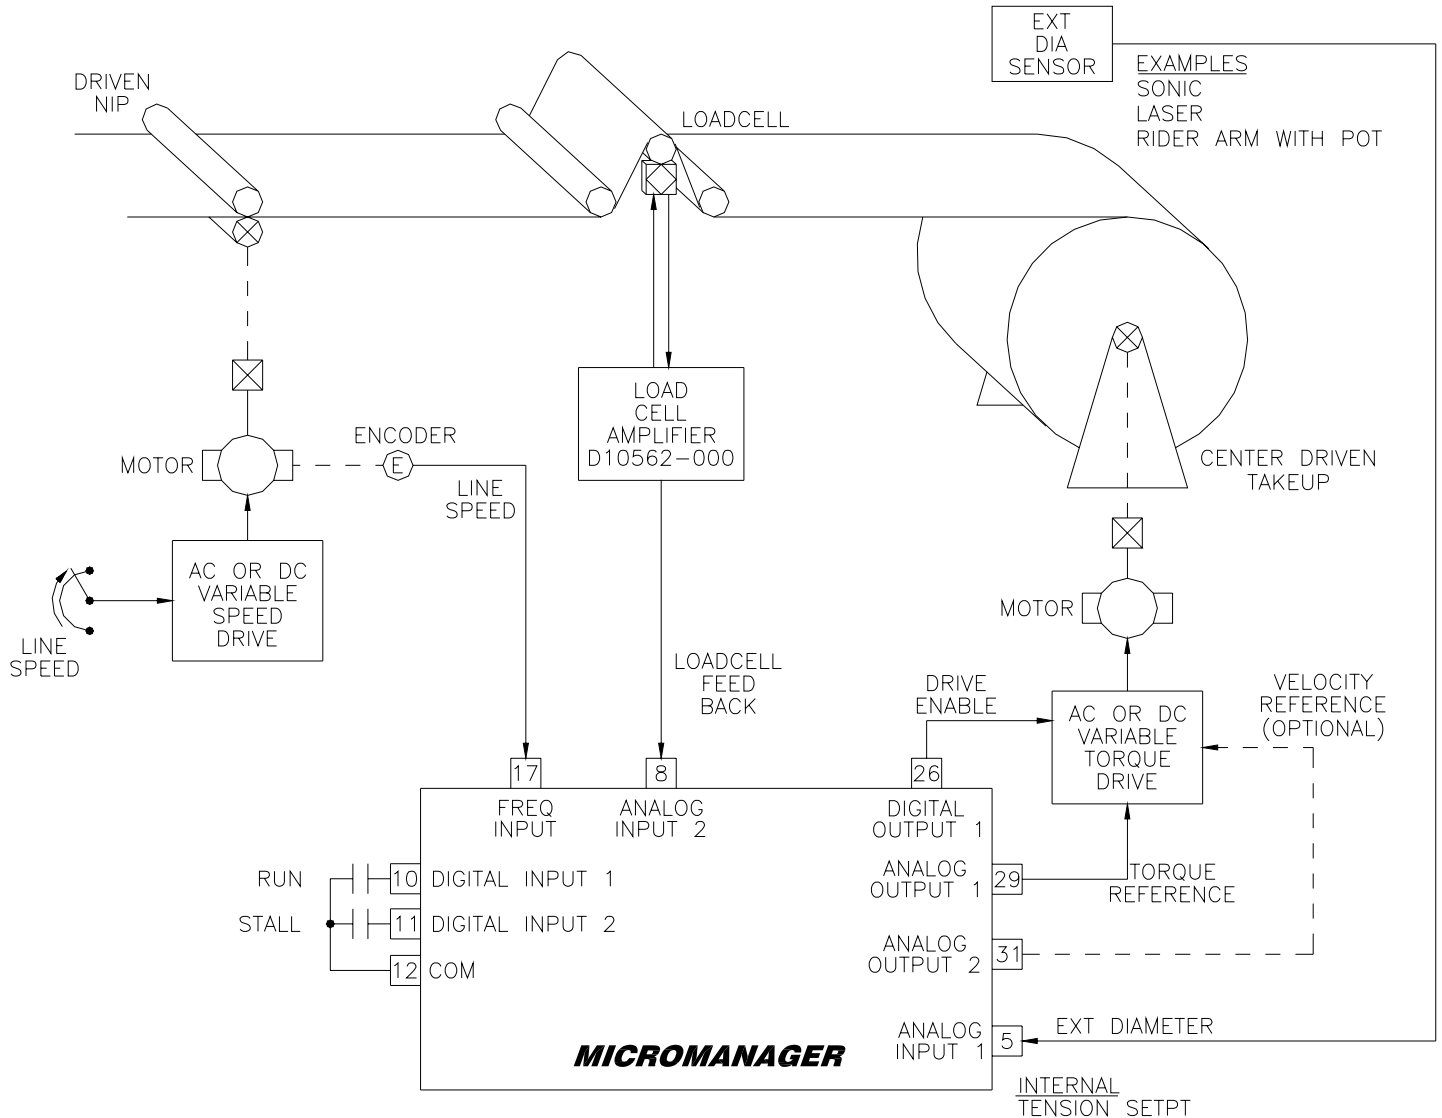 EXT
DIA
SENSOR
EXAMPLES
SONIC
LASER
RIDER ARM WITH POT
DRIVEN
NIP
LOADCELL
LOAD
CELL
AMPLIFIER
D10562-000
MOTOR
ENCODER
E
LINE
SPEED
CENTER DRIVEN
TAKEUP
AC OR DC
VARIABLE
SPEED
DRIVE
LINE
SPEED
MOTOR
LOADCELL
FEED
BACK
DRIVE
ENABLE
AC OR DC
VARIABLE
TORQUE
DRIVE
VELOCITY
REFERENCE
(OPTIONAL)
17
8
26
FREQ
INPUT
ANALOG
INPUT 2
DIGITAL
OUTPUT 1
RUN
10
DIGITAL INPUT 1
ANALOG
OUTPUT 1
29
TORQUE
REFERENCE
STALL
11
DIGITAL INPUT 2
12
COM
ANALOG
OUTPUT 2
31
ANALOG
INPUT 1
5
EXT DIAMETER
MICROMANAGER
INTERNAL
TENSION SETPT